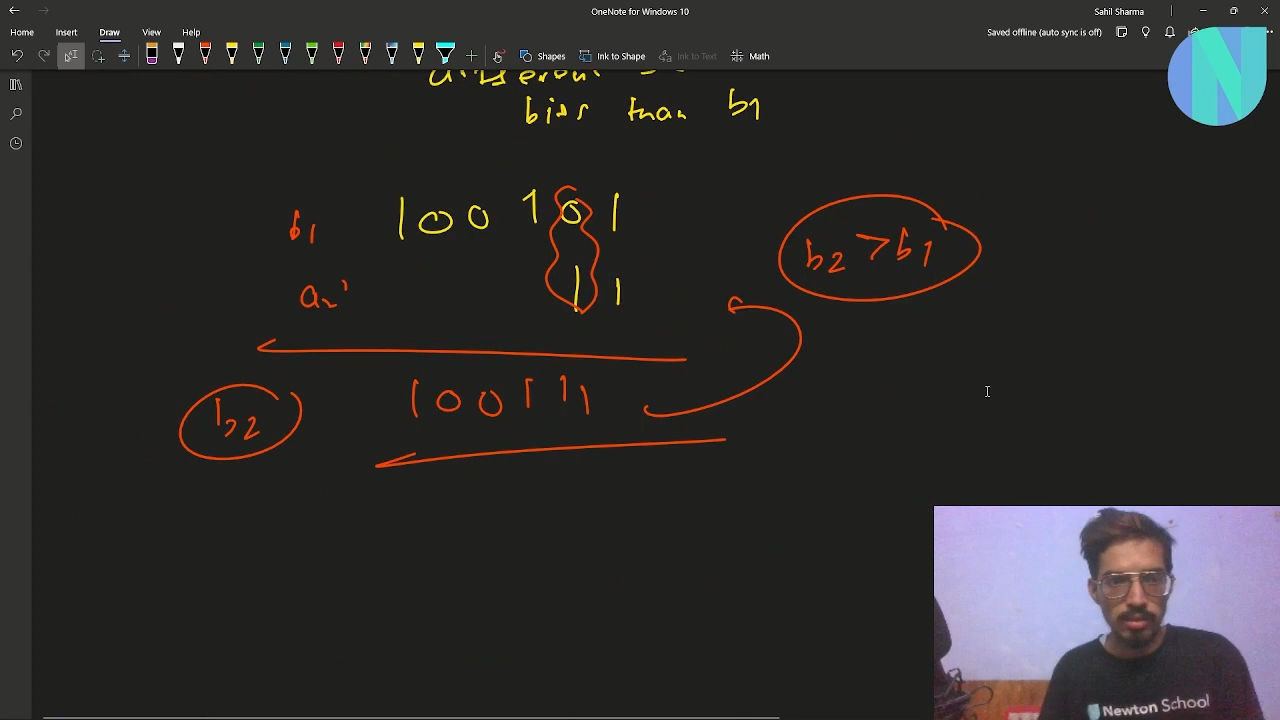 OneNote for Windows 10
Sahil Sharma
Home Insert Draw View Help
Saved offline (auto sync is off)
Shapes Ink to Shape Ink to Text Math
different
bits than b1
b1 1 0 0 1 0 1
a2' 1 1
b2 > b1
b2 1 0 0 1 1 1
N
Newton School